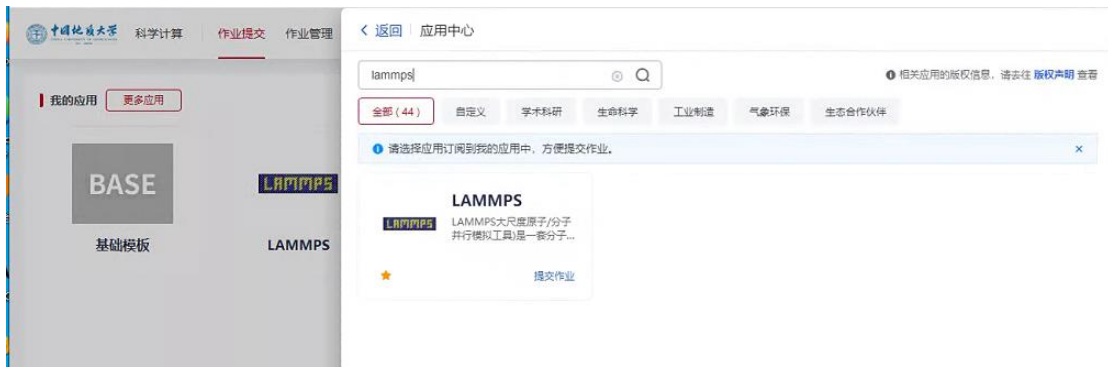 中国地质大学 科学计算 作业提交 作业管理
我的应用 更多应用
BASE
基础模板
LAMMPS
LAMMPS
返回 应用中心
lammps
相关应用的版权信息,请去往 版权声明 查看
全部(44) 自定义 学术科研 生命科学 工业制造 气象环保 生态合作伙伴
请选择应用订阅到我的应用中,方便提交作业。
LAMMPS
LAMMPS
LAMMPS大尺度原子/分子
并行模拟工具)是一套分子...
提交作业